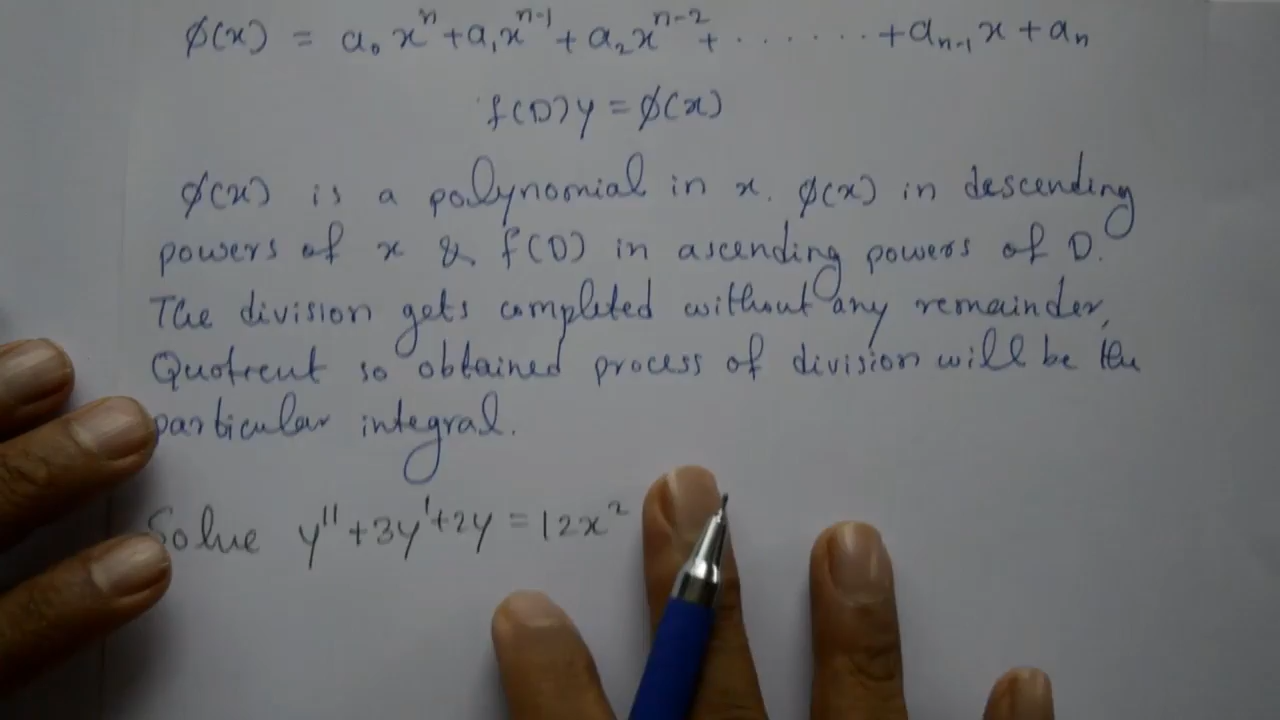 ϕ(x) = a₀xⁿ + a₁xⁿ⁻¹ + a₂xⁿ⁻² + . . . . . . . + aₙ₋₁x + aₙ
f(D)y = ϕ(x)
ϕ(x) is a polynomial in x. ϕ(x) in descending
powers of x & f(D) in ascending powers of D.
The division gets completed without any remainder,
Quotient so obtained process of division will be the
particular integral.
Solve y'' + 3y' + 2y = 12x²